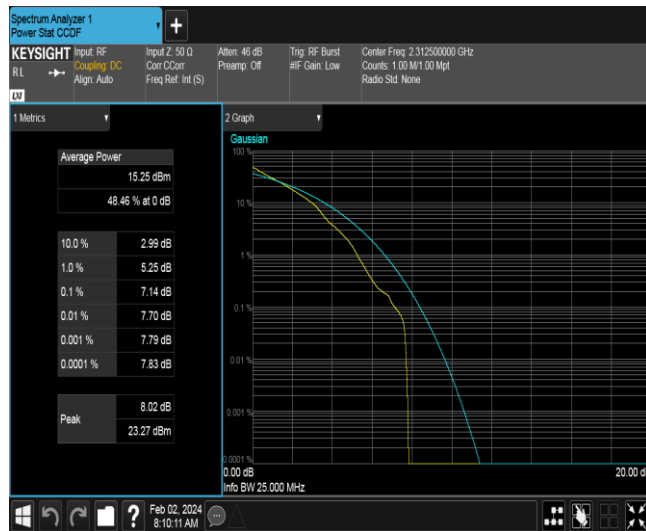 Spectrum Analyzer 1
Power Stat CCDF
KEYSIGHT
RL
LXI
Input: RF
Coupling: DC
Align: Auto
Input Z: 50 Ω
Corr CCorr
Freq Ref: Int (S)
Atten: 46 dB
Preamp: Off
Trig: RF Burst
#IF Gain: Low
Center Freq: 2.312500000 GHz
Counts: 1.00 M/1.00 Mpt
Radio Std: None
1 Metrics
Average Power
15.25 dBm
48.46 % at 0 dB
10.0 % 2.99 dB
1.0 % 5.25 dB
0.1 % 7.14 dB
0.01 % 7.70 dB
0.001 % 7.79 dB
0.0001 % 7.83 dB
Peak
8.02 dB
23.27 dBm
2 Graph
Gaussian
100 %
10 %
1 %
0.1 %
0.01 %
0.001 %
0.0001 %
0.00 dB
20.00 d
Info BW 25.000 MHz
?
Feb 02, 2024
8:10:11 AM